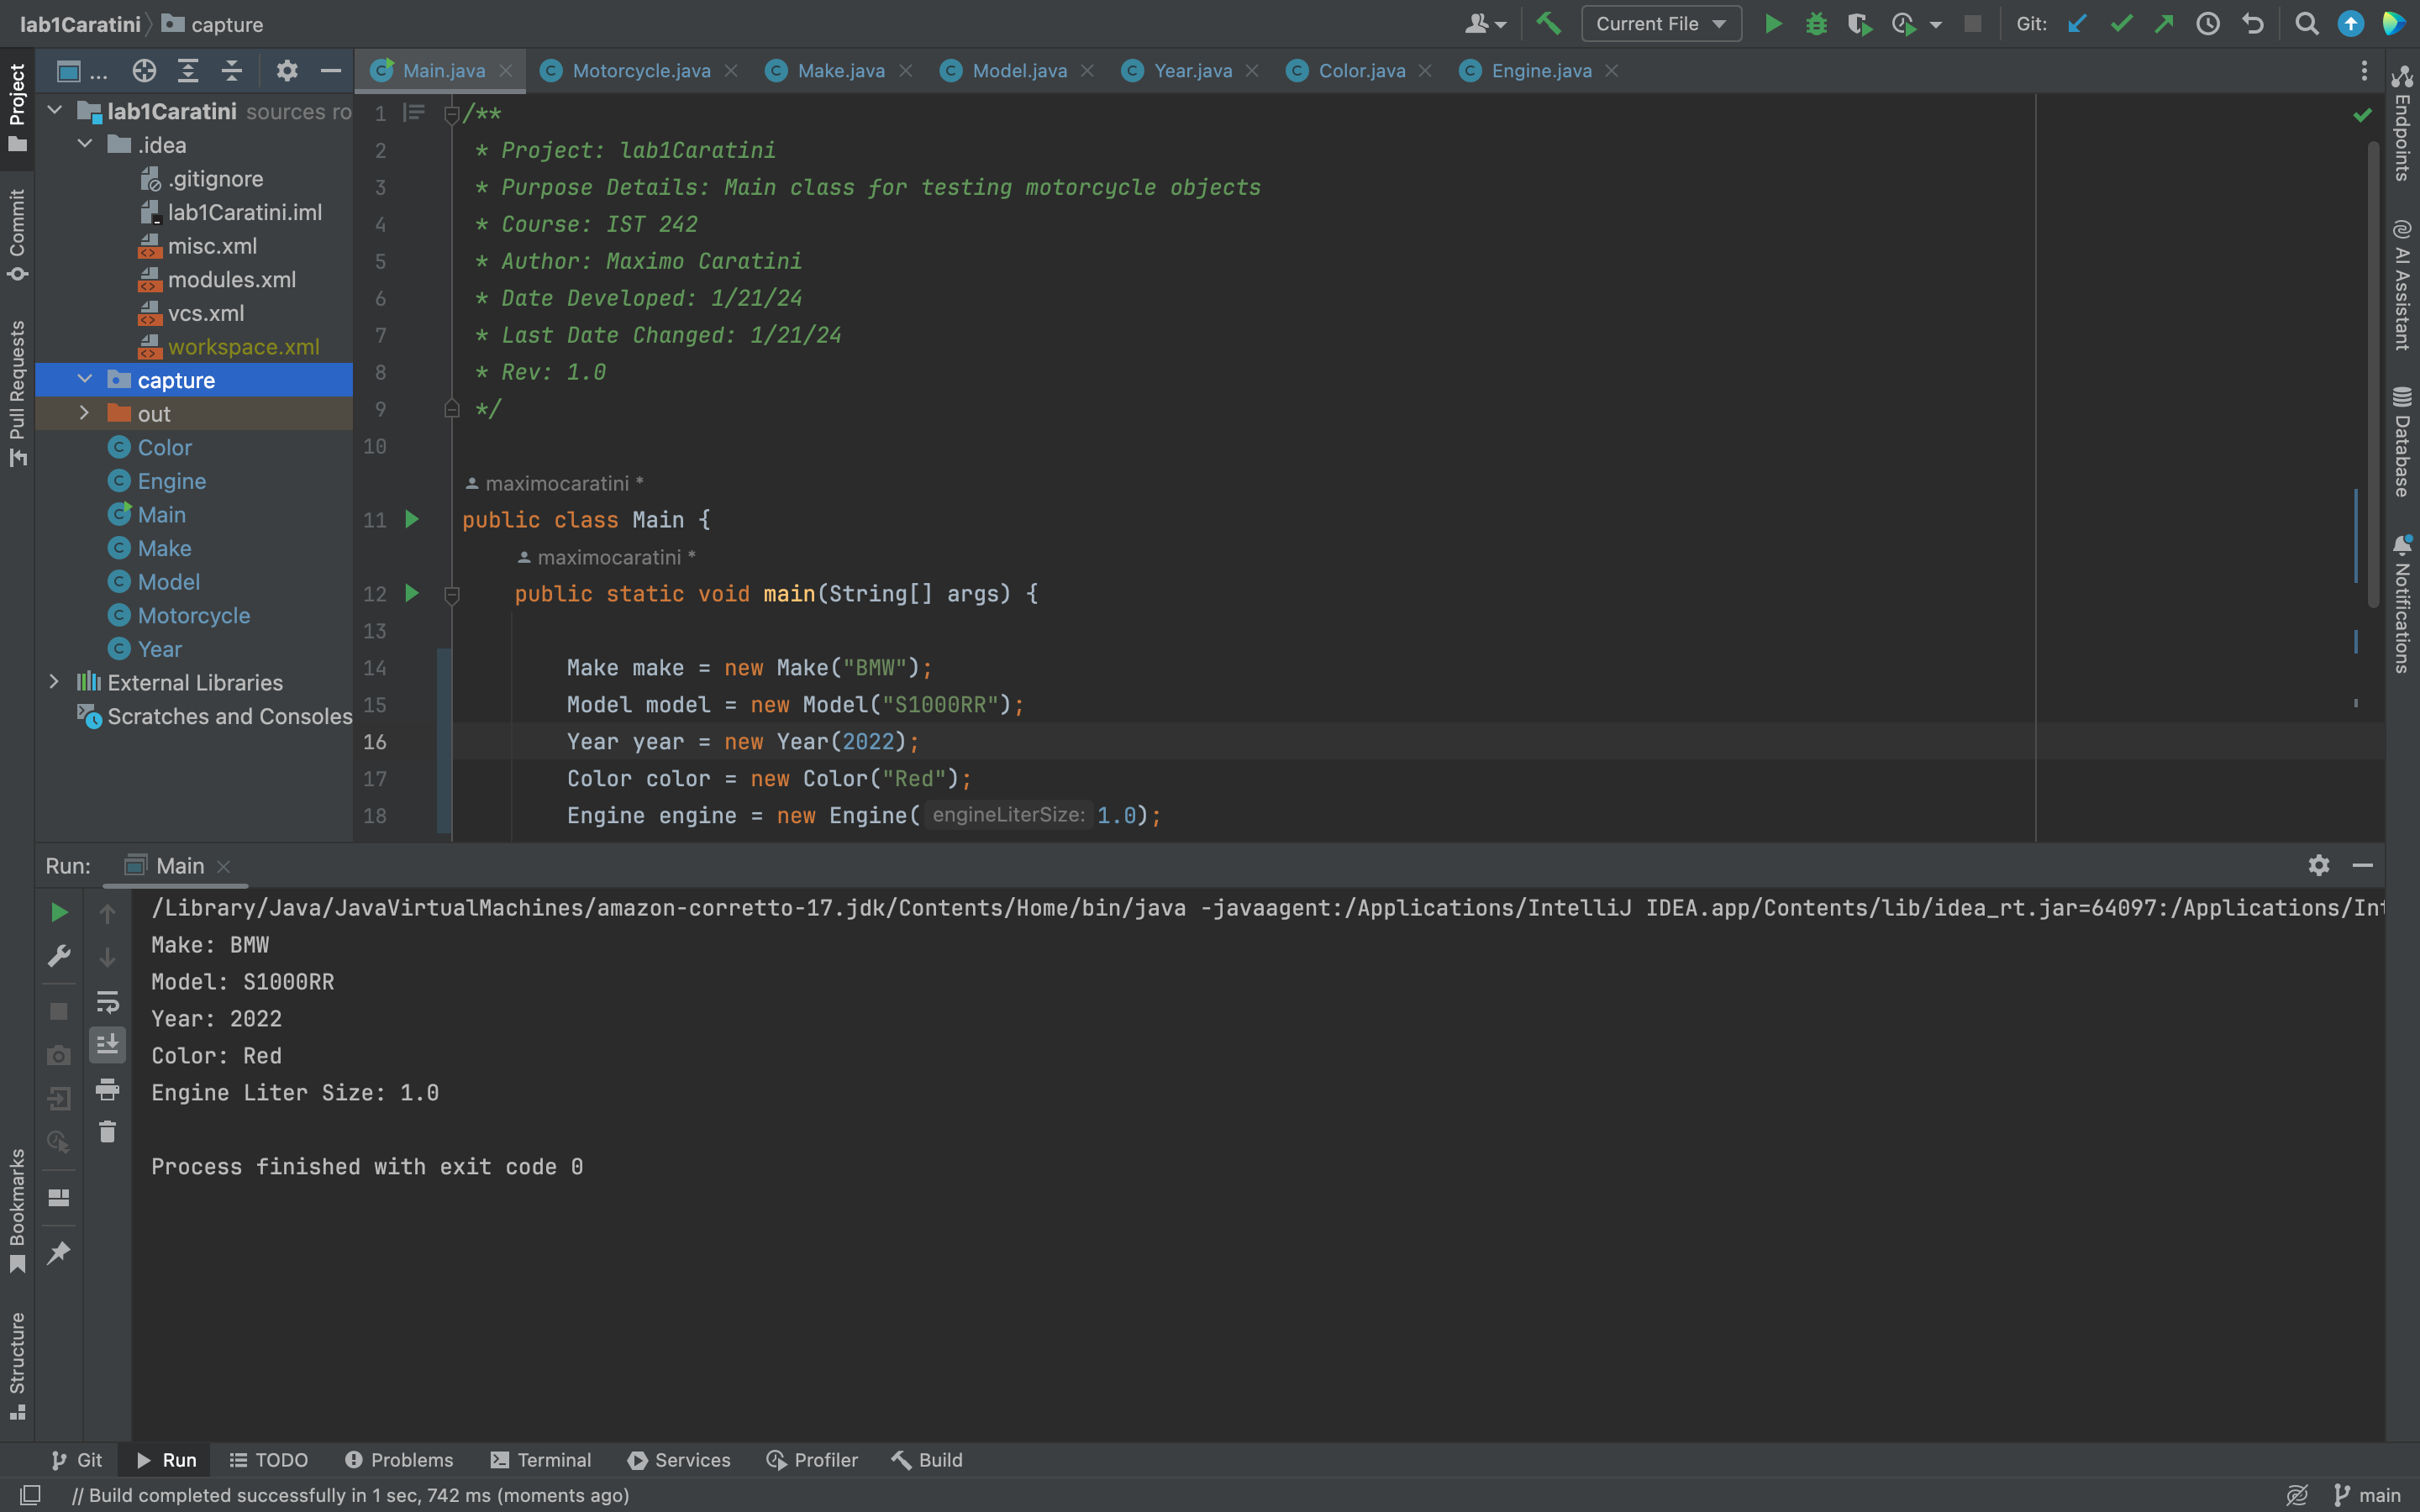 lab1Caratini
capture
Current File
Git:
Project
Commit
Pull Requests
Bookmarks
Structure
...
Main.java
Motorcycle.java
Make.java
Model.java
Year.java
Color.java
Engine.java
lab1Caratini sources ro
.idea
.gitignore
lab1Caratini.iml
misc.xml
modules.xml
vcs.xml
workspace.xml
capture
out
Color
Engine
Main
Make
Model
Motorcycle
Year
External Libraries
Scratches and Consoles
1 /**
2 * Project: lab1Caratini
3 * Purpose Details: Main class for testing motorcycle objects
4 * Course: IST 242
5 * Author: Maximo Caratini
6 * Date Developed: 1/21/24
7 * Last Date Changed: 1/21/24
8 * Rev: 1.0
9 */
10
maximocaratini *
11 public class Main {
maximocaratini *
12 public static void main(String[] args) {
13
14 Make make = new Make("BMW");
15 Model model = new Model("S1000RR");
16 Year year = new Year(2022);
17 Color color = new Color("Red");
18 Engine engine = new Engine( engineLiterSize: 1.0);
Endpoints
AI Assistant
Database
Notifications
Run:
Main
/Library/Java/JavaVirtualMachines/amazon-corretto-17.jdk/Contents/Home/bin/java -javaagent:/Applications/IntelliJ IDEA.app/Contents/lib/idea_rt.jar=64097:/Applications/Int
Make: BMW
Model: S1000RR
Year: 2022
Color: Red
Engine Liter Size: 1.0
Process finished with exit code 0
Git
Run
TODO
Problems
Terminal
Services
Profiler
Build
// Build completed successfully in 1 sec, 742 ms (moments ago)
main